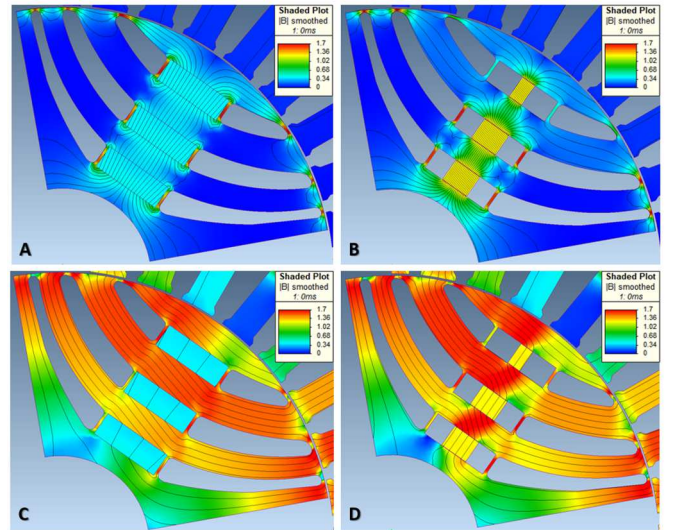 Shaded Plot
|B| smoothed
1: 0ms
1.7
1.36
1.02
0.68
0.34
0
A
Shaded Plot
|B| smoothed
1: 0ms
1.7
1.36
1.02
0.68
0.34
0
B
Shaded Plot
|B| smoothed
1: 0ms
1.7
1.36
1.02
0.68
0.34
0
C
Shaded Plot
|B| smoothed
1: 0ms
1.7
1.36
1.02
0.68
0.34
0
D